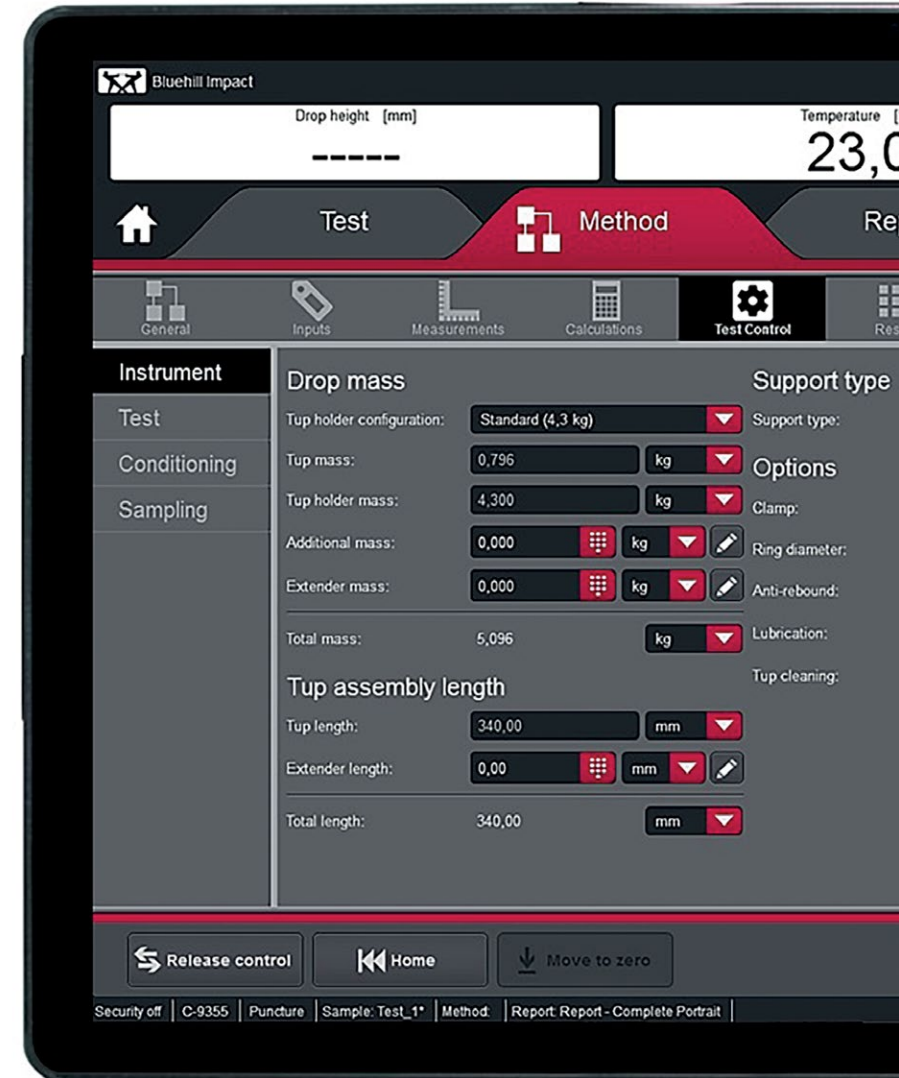 Bluehill Impact
Drop height [mm]
-----
Temperature [
23,0
Test
Method
Re
General
Inputs
Measurements
Calculations
Test Control
Res
Instrument
Test
Conditioning
Sampling
Drop mass
Tup holder configuration: Standard (4,3 kg)
Tup mass: 0,796 kg
Tup holder mass: 4,300 kg
Additional mass: 0,000 kg
Extender mass: 0,000 kg
Total mass: 5,096 kg
Tup assembly length
Tup length: 340,00 mm
Extender length: 0,00 mm
Total length: 340,00 mm
Support type
Support type:
Options
Clamp:
Ring diameter:
Anti-rebound:
Lubrication:
Tup cleaning:
Release control
Home
Move to zero
Security off C-9355 Puncture Sample: Test_1* Method: Report: Report - Complete Portrait